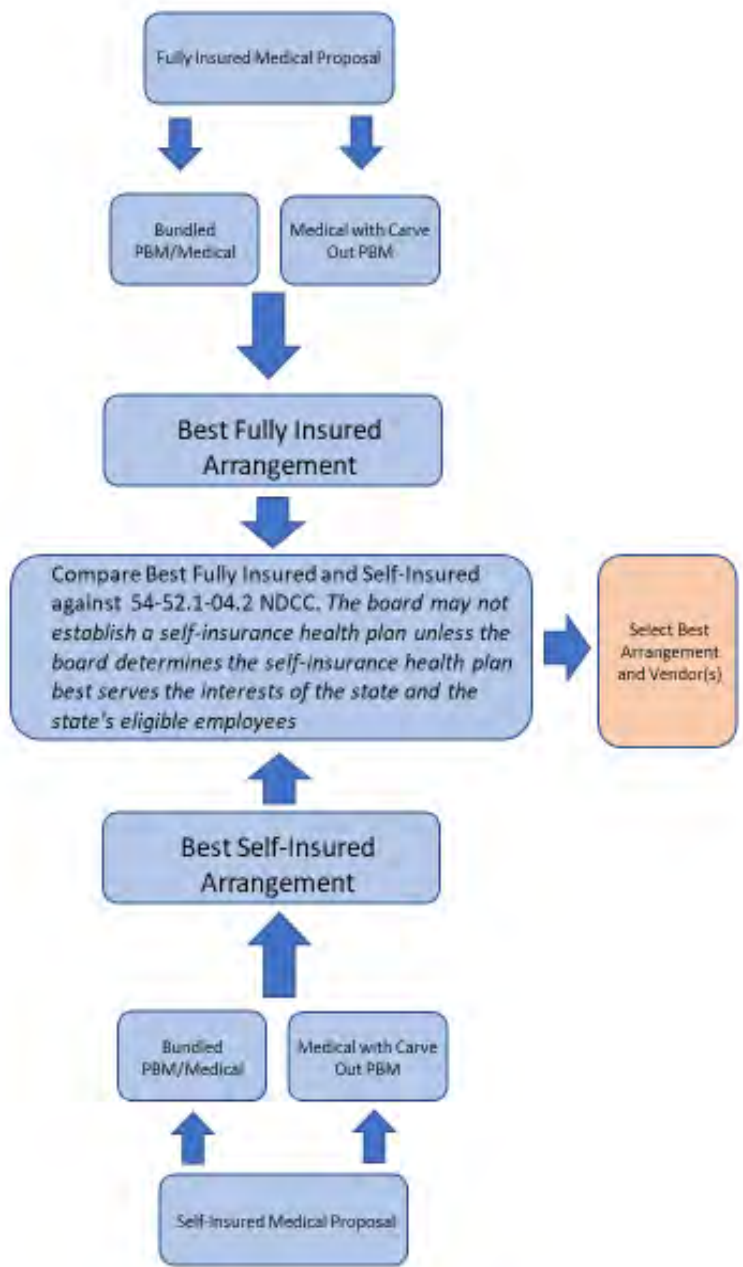 Fully Insured Medical Proposal
Bundled
PBM/Medical
Medical with Carve
Out PBM
Best Fully Insured
Arrangement
Compare Best Fully Insured and Self-Insured
against 54-52.1-04.2 NDCC. The board may not
establish a self-insurance health plan unless the
board determines the self-insurance health plan
best serves the interests of the state and the
state's eligible employees
Select Best
Arrangement
and Vendor(s)
Best Self-Insured
Arrangement
Bundled
PBM/Medical
Medical with Carve
Out PBM
Self-Insured Medical Proposal